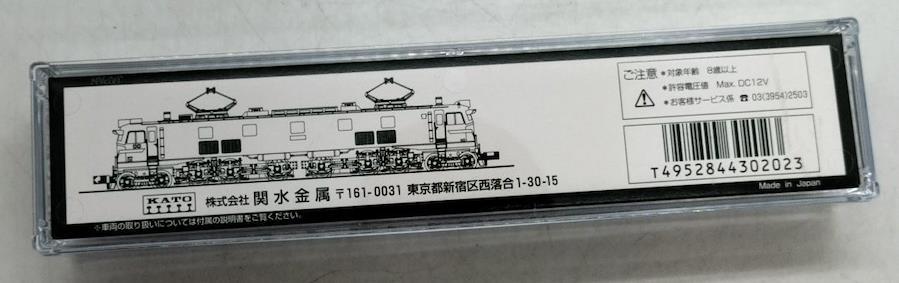 ご注意 *対象年齢 8歳以上
*許容電圧値 Max. DC12V
*お客様サービス係 ☎ 03(3954)2503
T4952844302023
Made in Japan
KATO 株式会社 関水金属 〒161-0031 東京都新宿区西落合1-30-15
※車両の取り扱いについては付属の説明書をご覧ください。